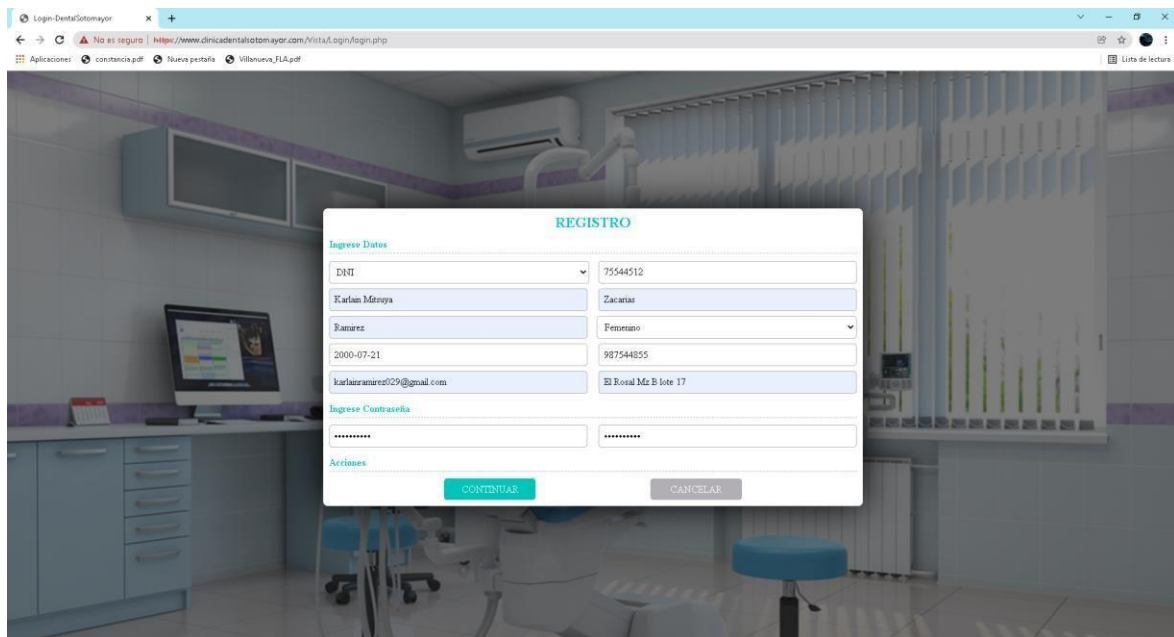 Login-DentalSotomayor
No es seguro | https://www.clinicadentalsotomayor.com/Vista/Login/login.php
Aplicaciones constancia.pdf Nueva pestaña Villanueva_FLA.pdf Lista de lectura
REGISTRO
Ingrese Datos
DNI 75544512
Karlain Mitsuya Zacarias
Ramirez Femenino
2000-07-21 987544855
karlainramirez029@gmail.com El Rosal Mz B lote 17
Ingrese Contraseña
•••••••••• ••••••••••
Acciones
CONTINUAR CANCELAR